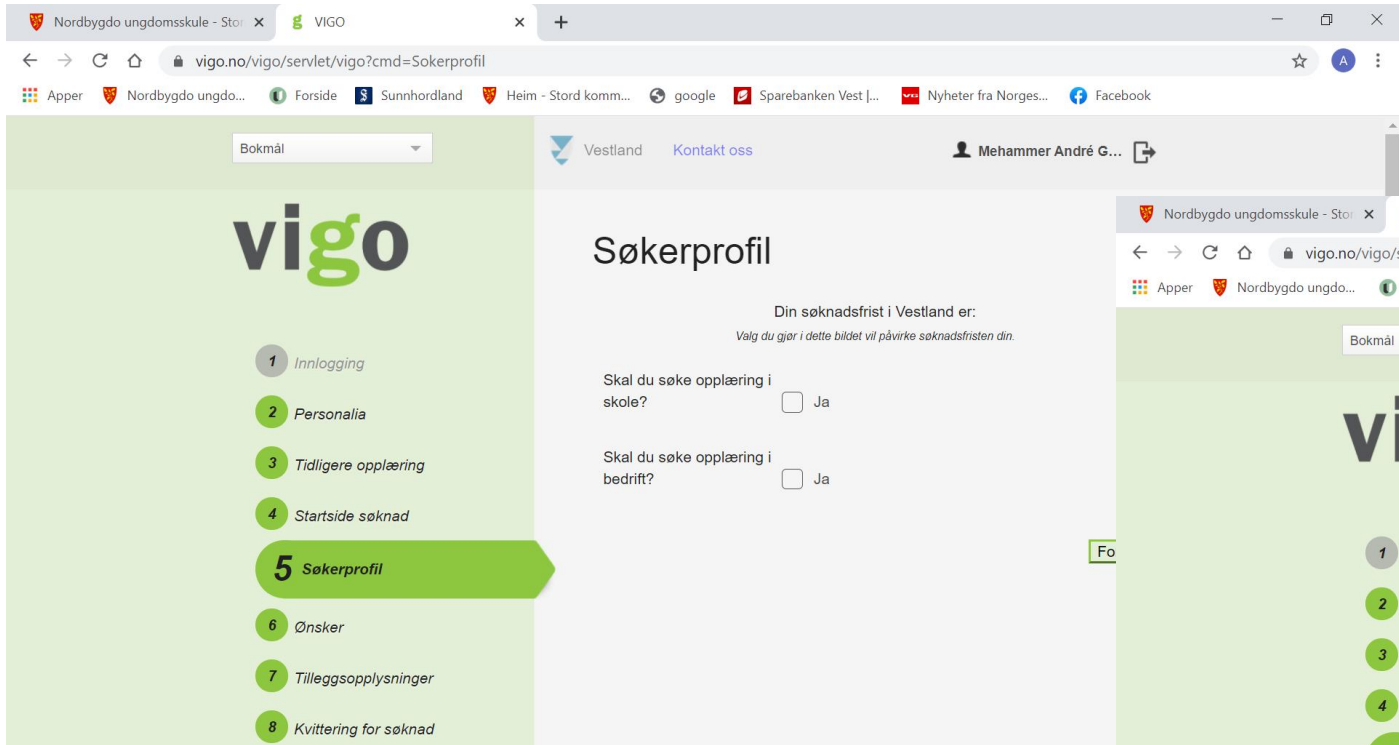 Nordbygdo ungdomsskule - Stor
VIGO
vigo.no/vigo/servlet/vigo?cmd=Sokerprofil
A
Apper
Nordbygdo ungdo...
Forside
Sunnhordland
Heim - Stord komm...
google
Sparebanken Vest |...
Nyheter fra Norges...
Facebook
Bokmål
Vestland
Kontakt oss
Mehammer André G...
vigo
1 Innlogging
2 Personalia
3 Tidligere opplæring
4 Startside søknad
5 Søkerprofil
6 Ønsker
7 Tilleggsopplysninger
8 Kvittering for søknad
Søkerprofil
Din søknadsfrist i Vestland er:
Valg du gjør i dette bildet vil påvirke søknadsfristen din.
Skal du søke opplæring i
skole? Ja
Skal du søke opplæring i
bedrift? Ja
Fo
Nordbygdo ungdomsskule - Stor
vigo.no/vigo/s
Apper
Nordbygdo ungdo...
Bokmål
vi
1
2
3
4